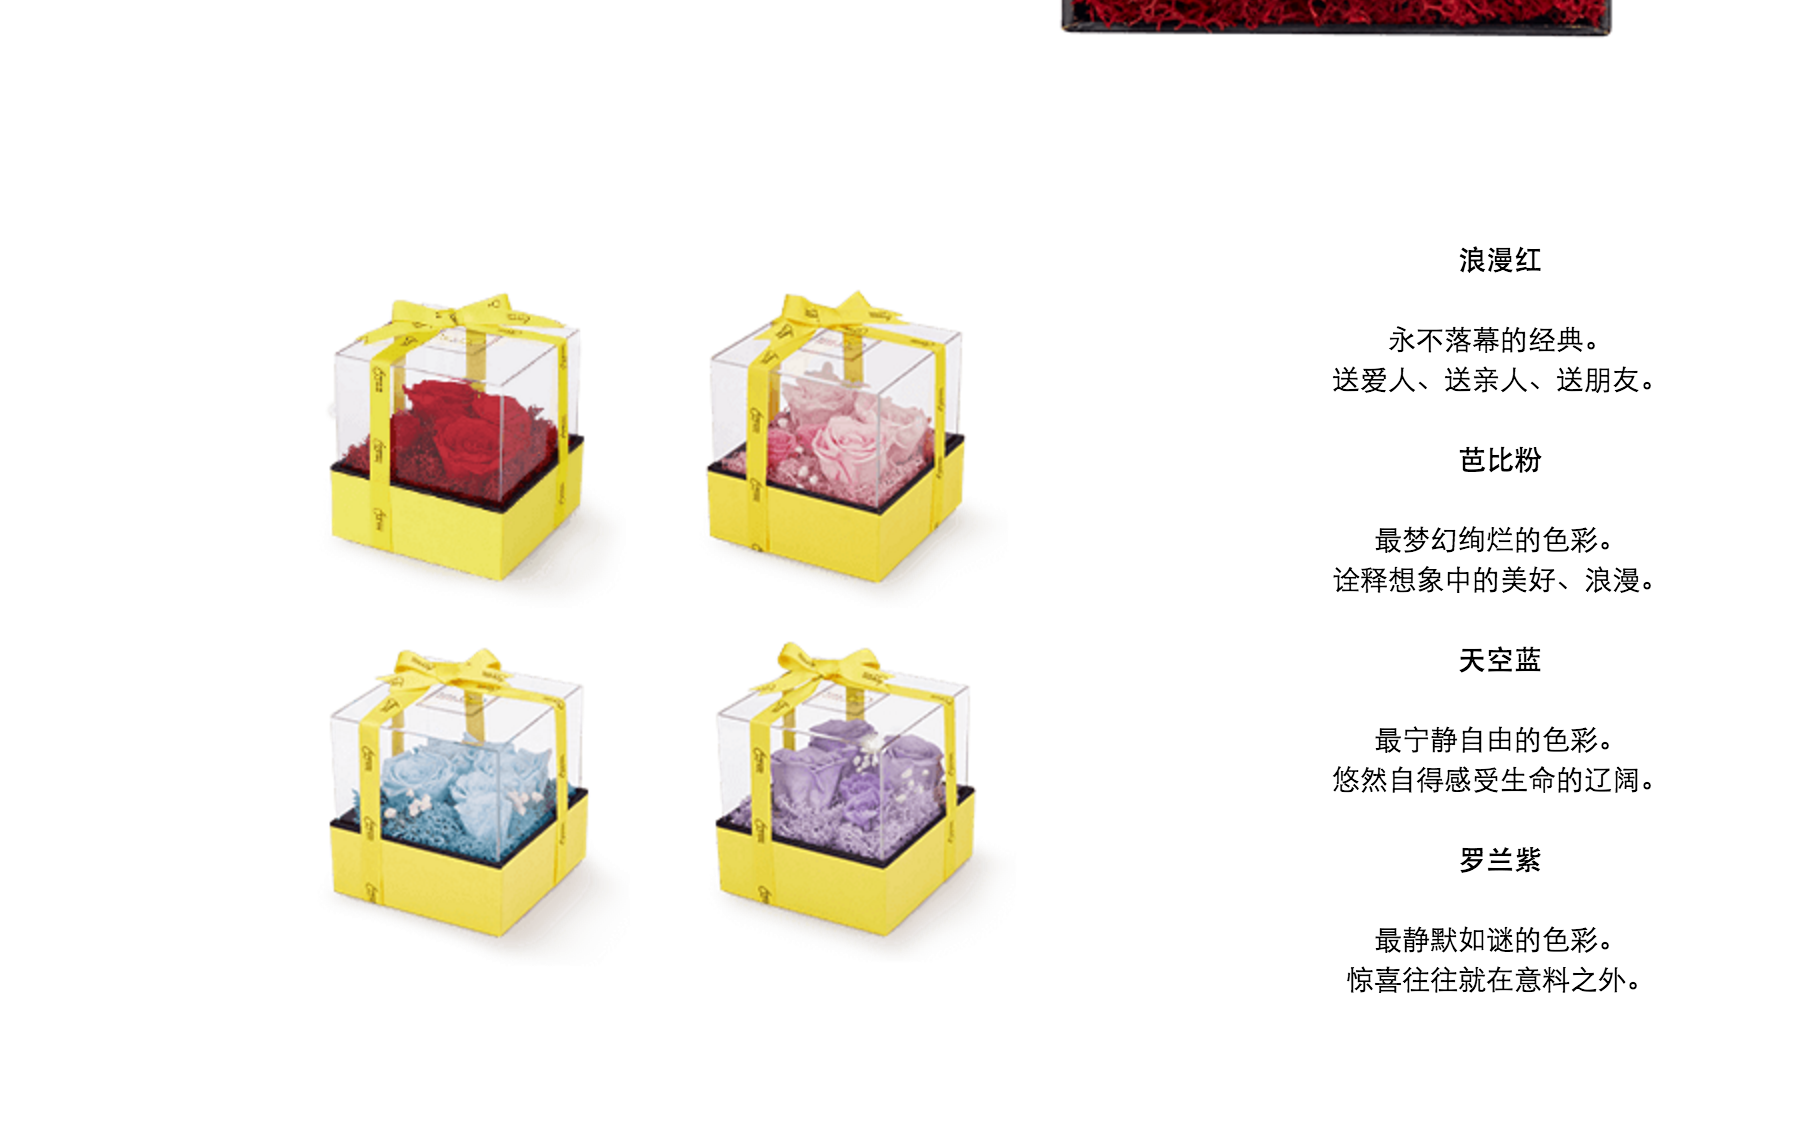 浪漫红
永不落幕的经典。
送爱人、送亲人、送朋友。
芭比粉
最梦幻绚烂的色彩。
诠释想象中的美好、浪漫。
天空蓝
最宁静自由的色彩。
悠然自得感受生命的辽阔。
罗兰紫
最静默如谜的色彩。
惊喜往往就在意料之外。